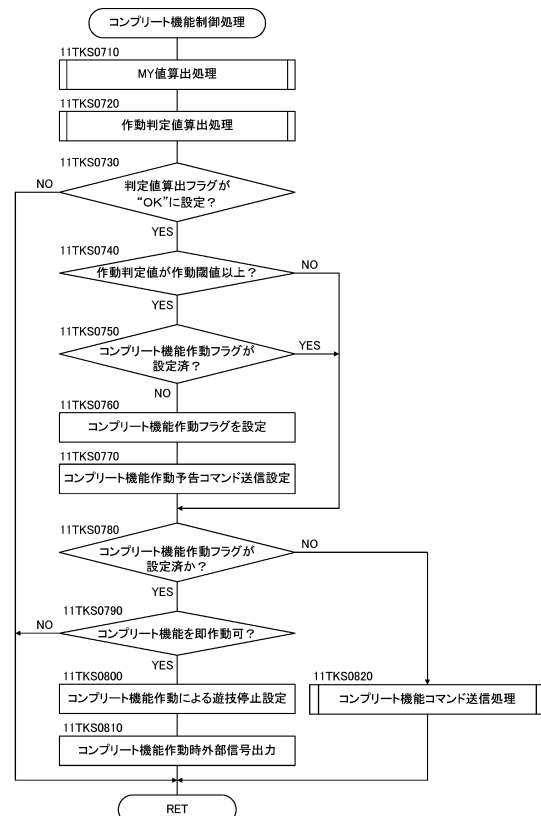 コンプリート機能制御処理
11TKS0710
MY値算出処理
11TKS0720
作動判定値算出処理
11TKS0730
判定値算出フラグが
“OK”に設定？
NO
YES
11TKS0740
作動判定値が作動閾値以上？
NO
YES
11TKS0750
コンプリート機能作動フラグが
設定済？
YES
NO
11TKS0760
コンプリート機能作動フラグを設定
11TKS0770
コンプリート機能作動予告コマンド送信設定
11TKS0780
コンプリート機能作動フラグが
設定済か？
NO
YES
11TKS0790
コンプリート機能を即作動可？
NO
YES
11TKS0800
コンプリート機能作動による遊技停止設定
11TKS0820
コンプリート機能コマンド送信処理
11TKS0810
コンプリート機能作動時外部信号出力
RET